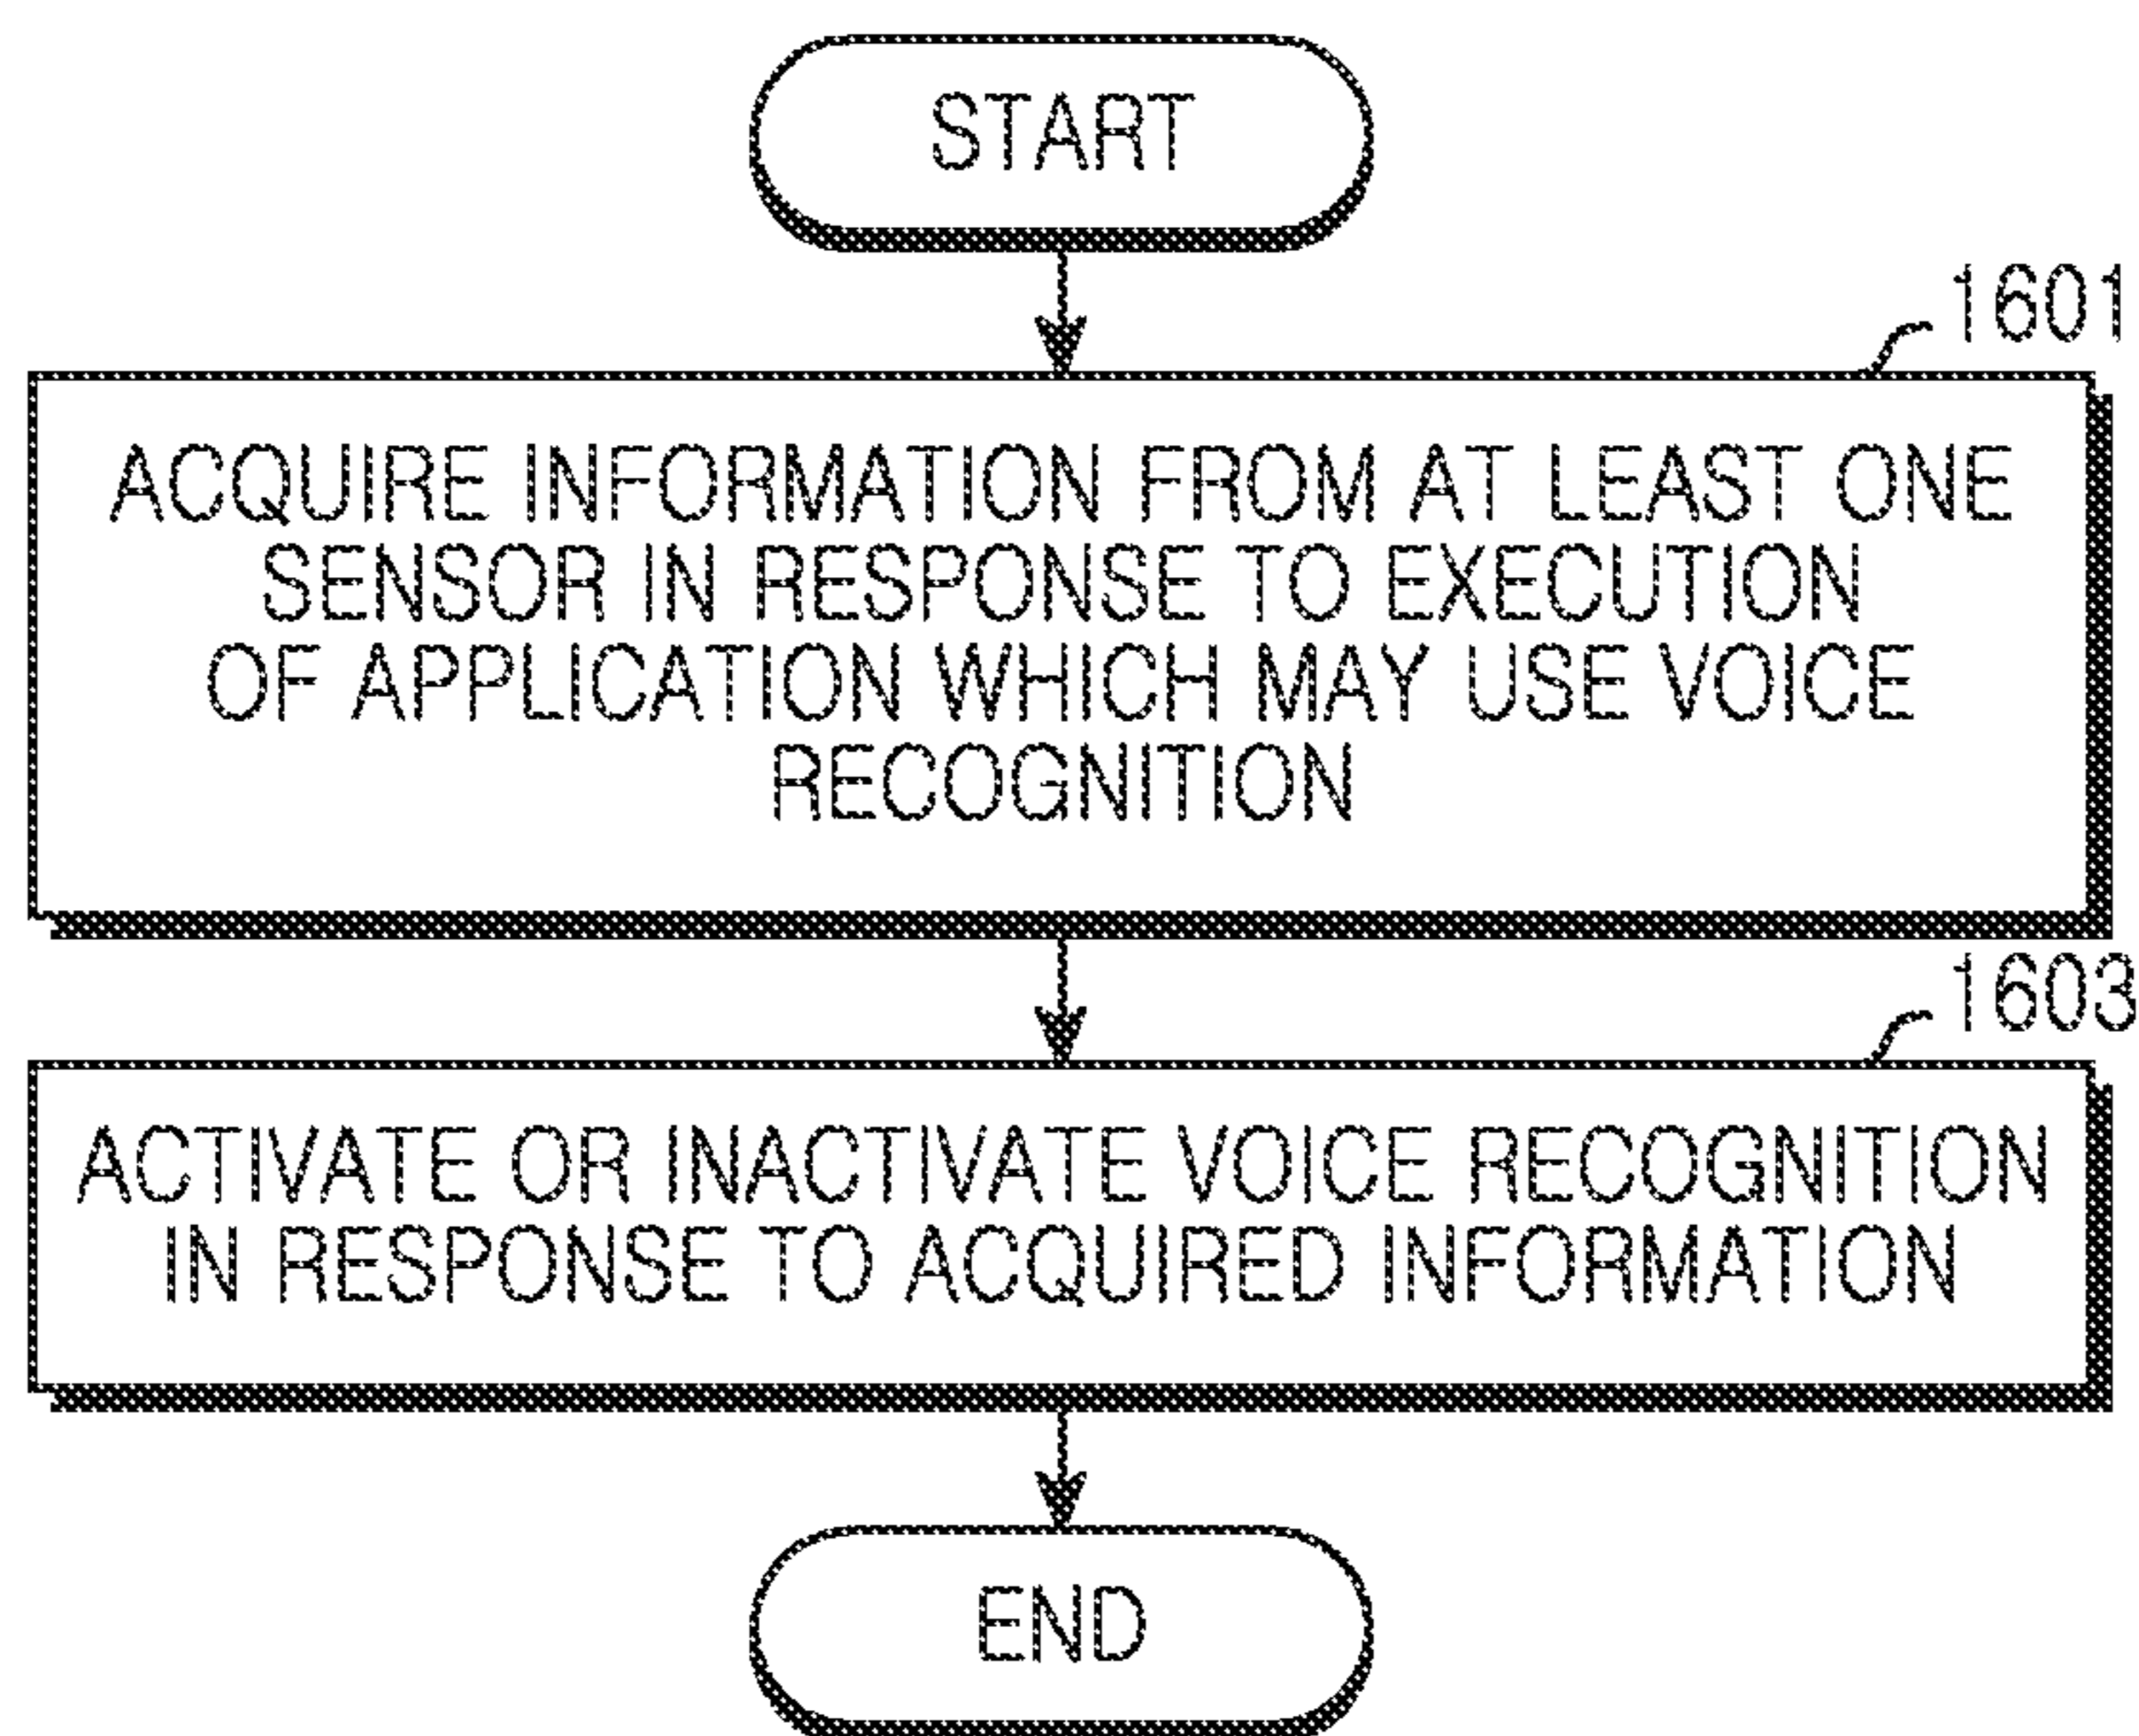 START
1601
ACQUIRE INFORMATION FROM AT LEAST ONE
SENSOR IN RESPONSE TO EXECUTION
OF APPLICATION WHICH MAY USE VOICE
RECOGNITION
1603
ACTIVATE OR INACTIVATE VOICE RECOGNITION
IN RESPONSE TO ACQUIRED INFORMATION
END